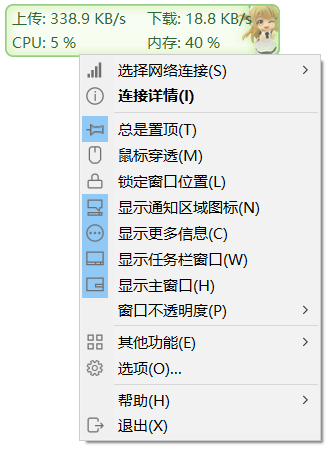 上传: 338.9 KB/s 下载: 18.8 KB/s
CPU: 5 % 内存: 40 %
选择网络连接(S)
连接详情(I)
总是置顶(T)
鼠标穿透(M)
锁定窗口位置(L)
显示通知区域图标(N)
显示更多信息(C)
显示任务栏窗口(W)
显示主窗口(H)
窗口不透明度(P)
其他功能(E)
选项(O)...
帮助(H)
退出(X)